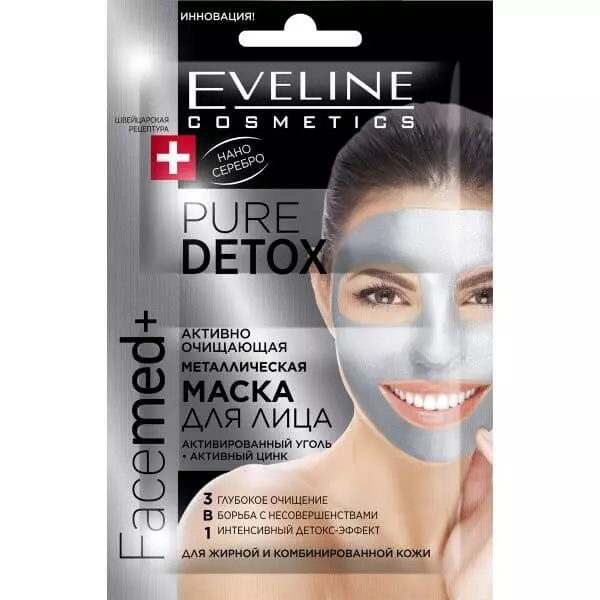 ИННОВАЦИЯ!
EVELINE
COSMETICS
ШВЕЙЦАРСКАЯ
РЕЦЕПТУРА
НАНО
СЕРЕБРО
PURE
DETOX
Facemed+
АКТИВНО
ОЧИЩАЮЩАЯ
МЕТАЛЛИЧЕСКАЯ
МАСКА
ДЛЯ ЛИЦА
АКТИВИРОВАННЫЙ УГОЛЬ
• АКТИВНЫЙ ЦИНК
3 ГЛУБОКОЕ ОЧИЩЕНИЕ
В БОРЬБА С НЕСОВЕРШЕНСТВАМИ
1 ИНТЕНСИВНЫЙ ДЕТОКС-ЭФФЕКТ
ДЛЯ ЖИРНОЙ И КОМБИНИРОВАННОЙ КОЖИ